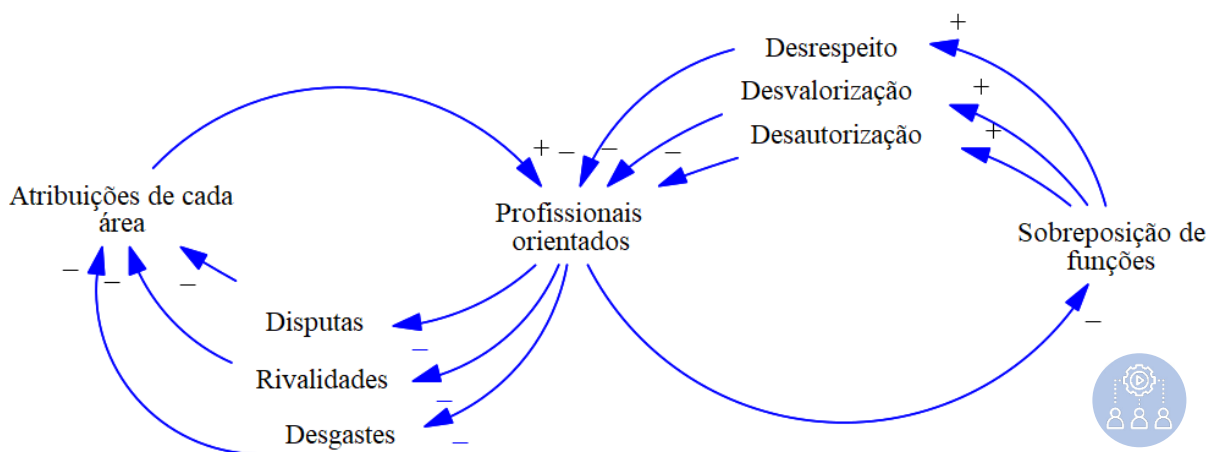 Desrespeito
Desvalorização
Desautorização
Atribuições de cada
área
Profissionais
orientados
Sobreposição de
funções
Disputas
Rivalidades
Desgastes
+
+
+
+
–
–
–
–
–
–
–
–
–
–